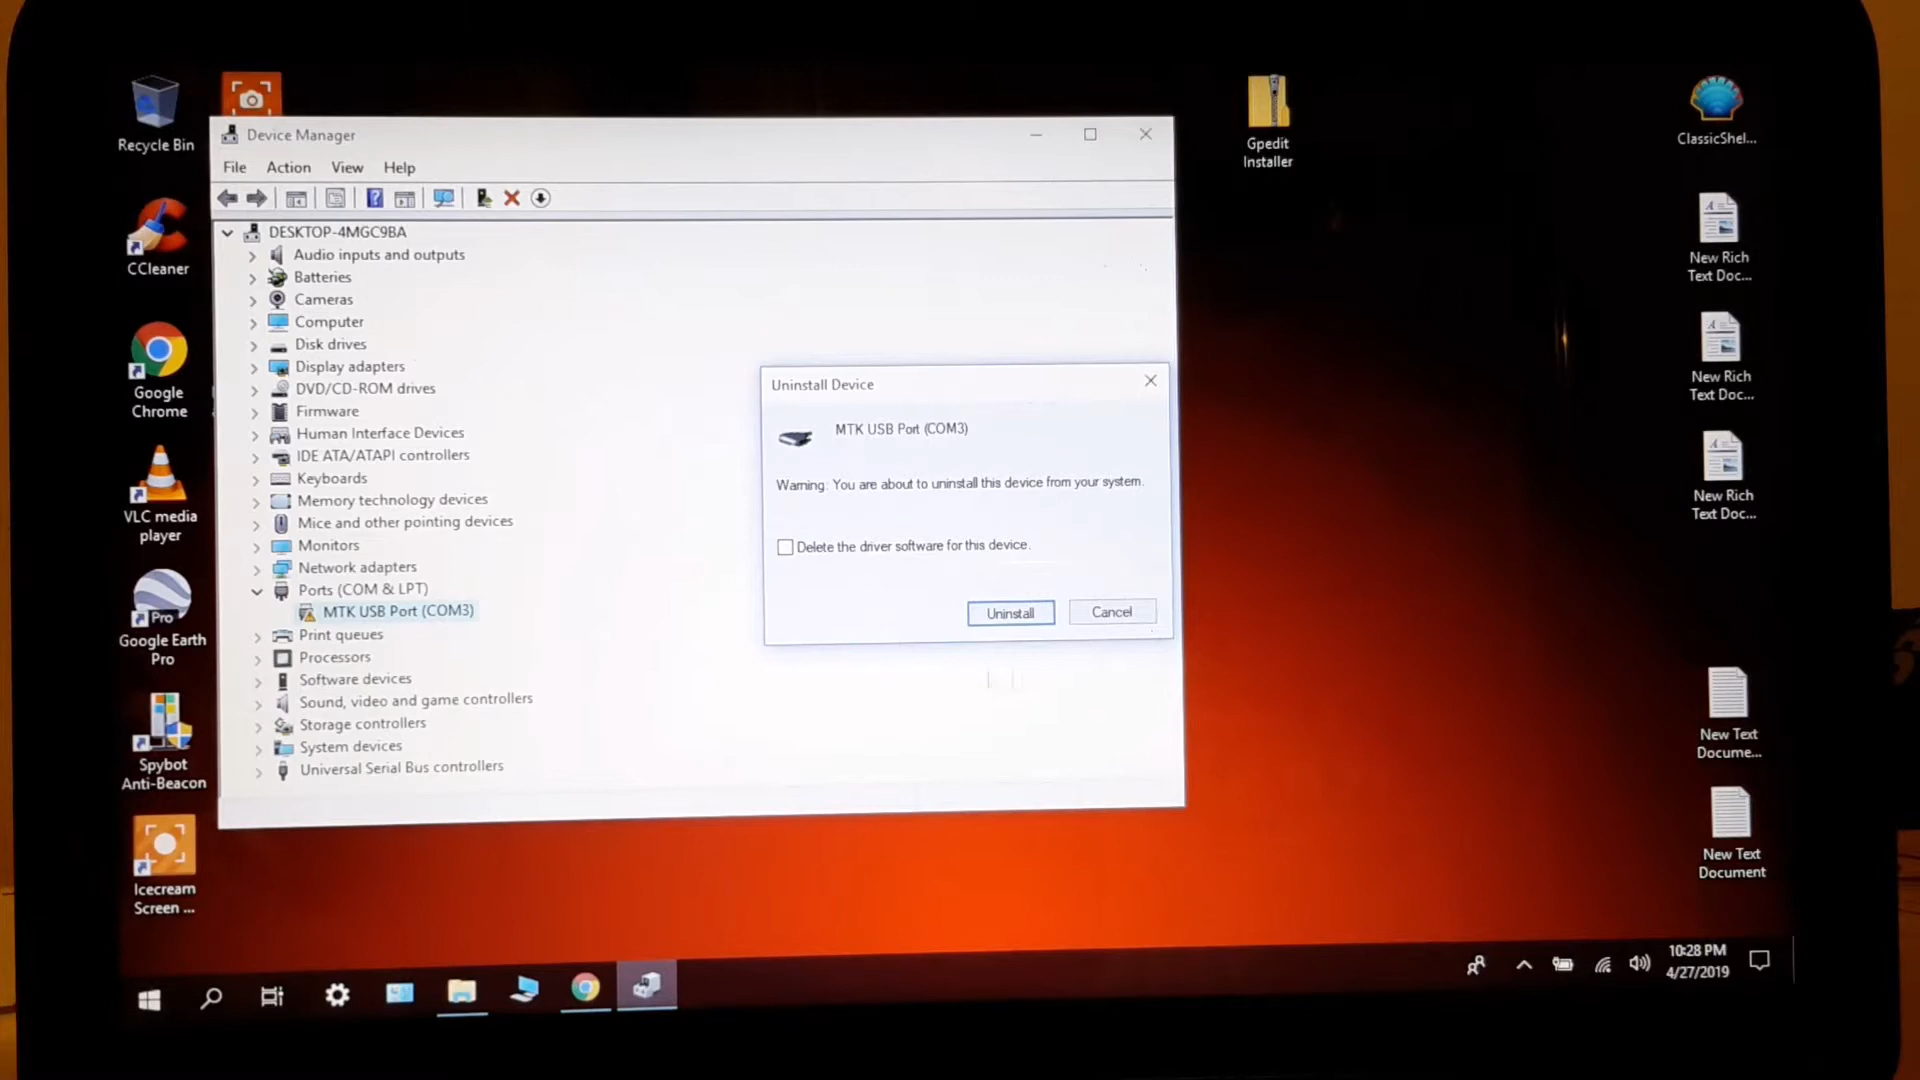 Recycle Bin
CCleaner
Google
Chrome
VLC media
player
Pro
Google Earth
Pro
Spybot
Anti-Beacon
Icecream
Screen ...
Device Manager
File Action View Help
DESKTOP-4MGC9BA
Audio inputs and outputs
Batteries
Cameras
Computer
Disk drives
Display adapters
DVD/CD-ROM drives
Firmware
Human Interface Devices
IDE ATA/ATAPI controllers
Keyboards
Memory technology devices
Mice and other pointing devices
Monitors
Network adapters
Ports (COM & LPT)
MTK USB Port (COM3)
Print queues
Processors
Software devices
Sound, video and game controllers
Storage controllers
System devices
Universal Serial Bus controllers
Uninstall Device
MTK USB Port (COM3)
Warning: You are about to uninstall this device from your system.
Delete the driver software for this device.
Uninstall Cancel
Gpedit
Installer
ClassicShel...
New Rich
Text Doc...
New Rich
Text Doc...
New Rich
Text Doc...
New Text
Docume...
New Text
Document
10:28 PM
4/27/2019